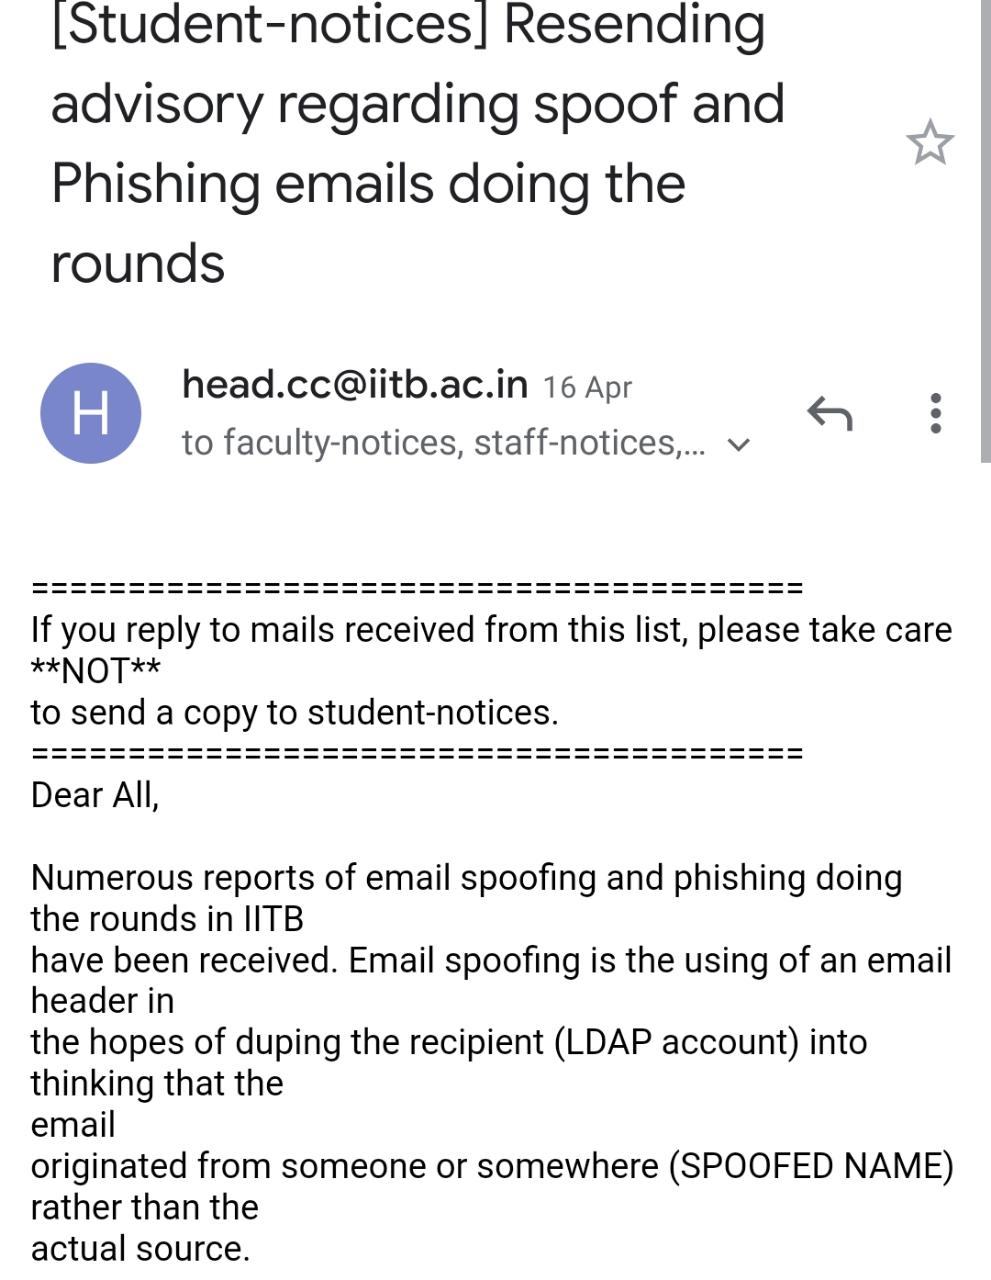 [Student-notices] Resending
advisory regarding spoof and
Phishing emails doing the
rounds
H
head.cc@iitb.ac.in 16 Apr
to faculty-notices, staff-notices,...
========================================
If you reply to mails received from this list, please take care
**NOT**
to send a copy to student-notices.
========================================
Dear All,
Numerous reports of email spoofing and phishing doing
the rounds in IITB
have been received. Email spoofing is the using of an email
header in
the hopes of duping the recipient (LDAP account) into
thinking that the
email
originated from someone or somewhere (SPOOFED NAME)
rather than the
actual source.